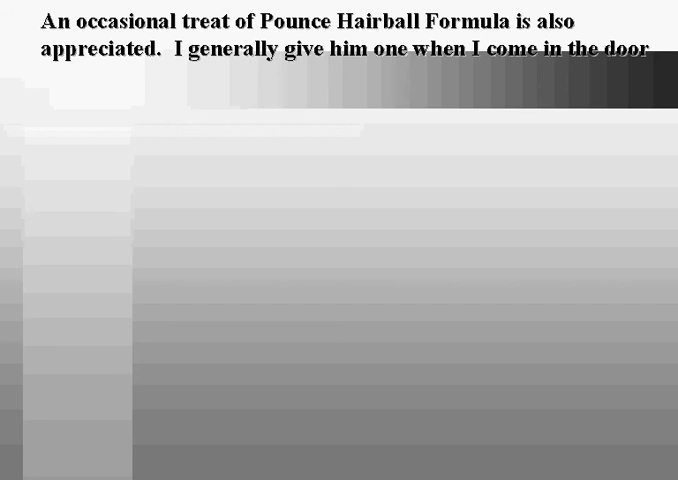 An occasional treat of Pounce Hairball Formula is also
appreciated.  I generally give him one when I come in the door